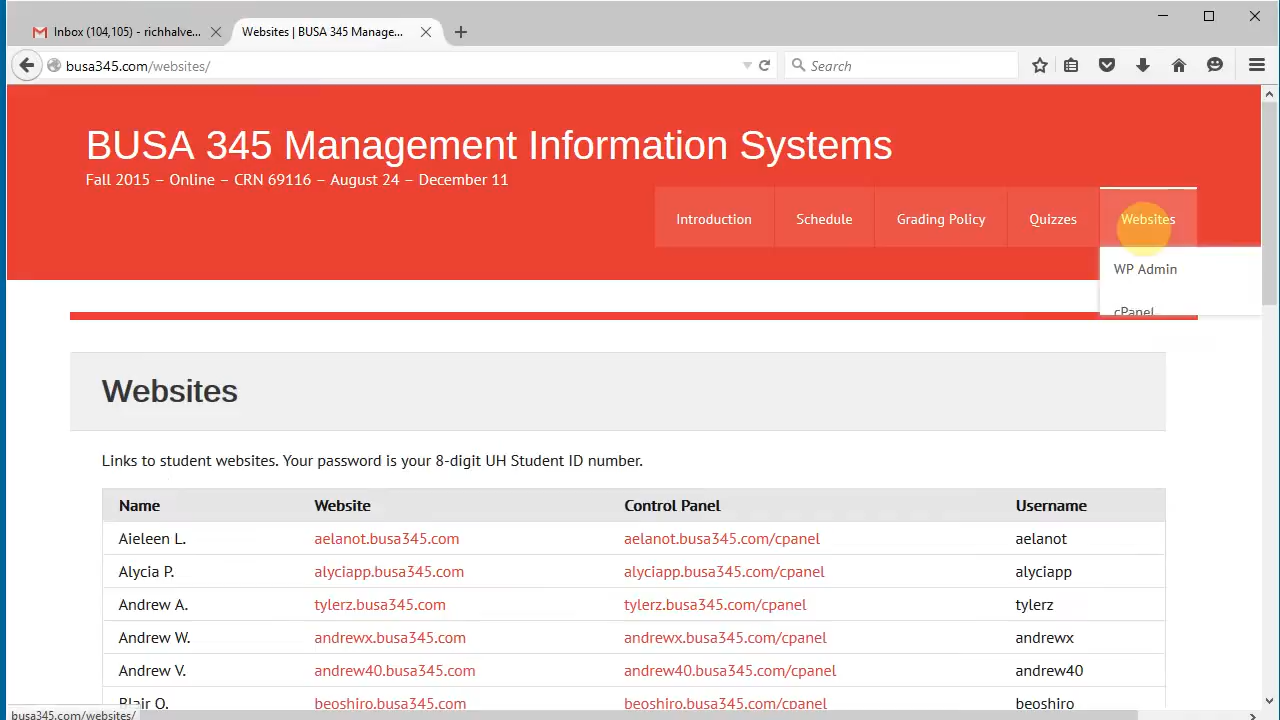 Inbox (104,105) - richhalve...
Websites | BUSA 345 Manage...
busa345.com/websites/
Search
BUSA 345 Management Information Systems
Fall 2015 – Online – CRN 69116 – August 24 – December 11
Introduction
Schedule
Grading Policy
Quizzes
Websites
WP Admin
cPanel
Websites
Links to student websites. Your password is your 8-digit UH Student ID number.
Name Website Control Panel Username
Aieleen L. aelanot.busa345.com aelanot.busa345.com/cpanel aelanot
Alycia P. alyciapp.busa345.com alyciapp.busa345.com/cpanel alyciapp
Andrew A. tylerz.busa345.com tylerz.busa345.com/cpanel tylerz
Andrew W. andrewx.busa345.com andrewx.busa345.com/cpanel andrewx
Andrew V. andrew40.busa345.com andrew40.busa345.com/cpanel andrew40
Blair O. beoshiro.busa345.com beoshiro.busa345.com/cpanel beoshiro
busa345.com/websites/